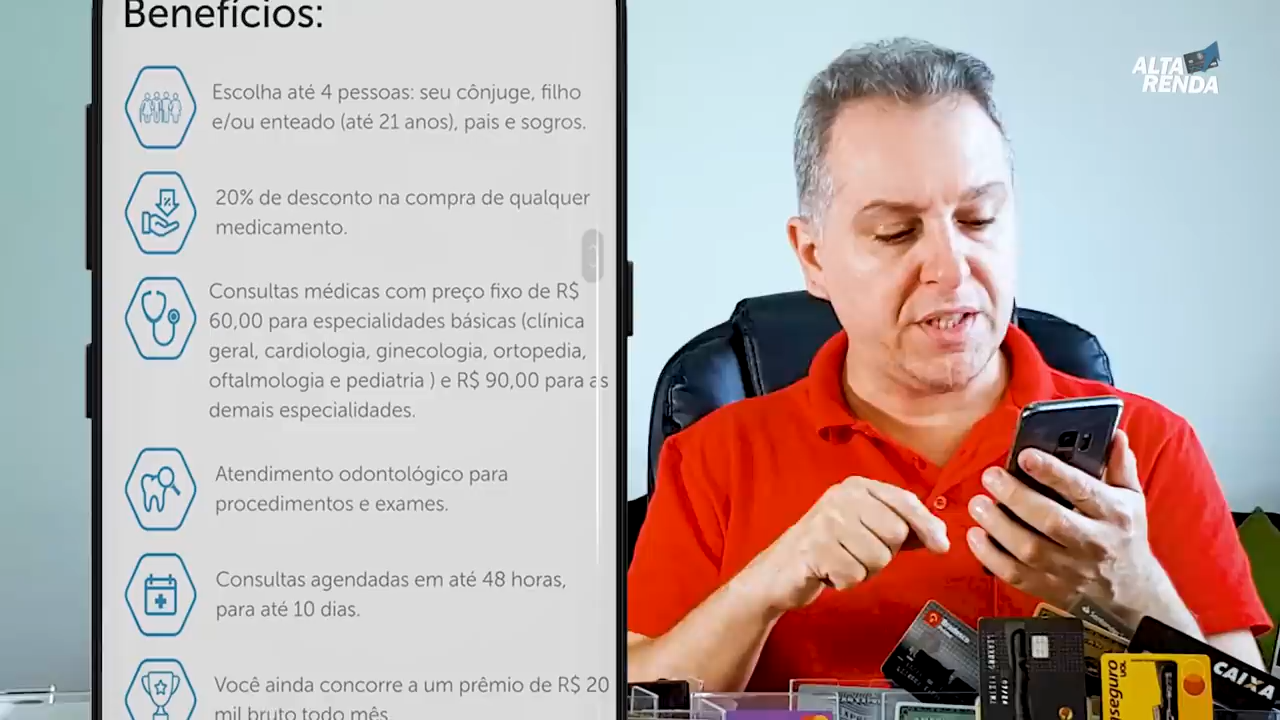 Benefícios:
Escolha até 4 pessoas: seu cônjuge, filho
e/ou enteado (até 21 anos), pais e sogros.
20% de desconto na compra de qualquer
medicamento.
Consultas médicas com preço fixo de R$
60,00 para especialidades básicas (clínica
geral, cardiologia, ginecologia, ortopedia,
oftalmologia e pediatria ) e R$ 90,00 para as
demais especialidades.
Atendimento odontológico para
procedimentos e exames.
Consultas agendadas em até 48 horas,
para até 10 dias.
Você ainda concorre a um prêmio de R$ 20
mil bruto todo mês
ALTA
RENDA
Bradesco
seguro
UOL
CAIXA